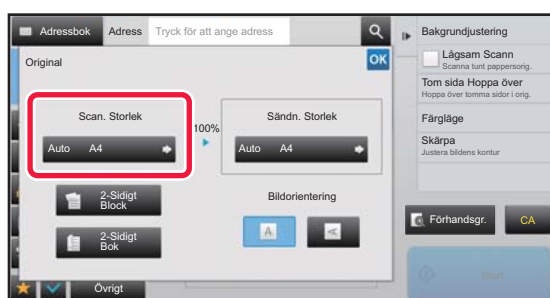 Adressbok
Adress
Tryck för att ange adress
Original
OK
Scan. Storlek
Auto A4
100%
Sändn. Storlek
Auto A4
2-Sidigt
Block
2-Sidigt
Bok
Bildorientering
A
A
Övrigt
Bakgrundjustering
Lågsam Scann
Scanna tunt pappersorig.
Tom sida Hoppa över
Hoppa över tomma sidor i orig.
Färgläge
Skärpa
Justera bildens kontur
Förhandsgr.
CA
Start